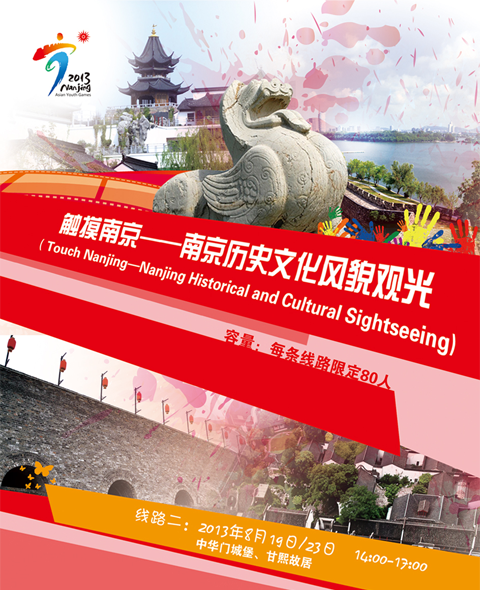 2013
Nanjing
Asian Youth Games
触摸南京——南京历史文化风貌观光
( Touch Nanjing—Nanjing Historical and Cultural Sightseeing)
容量：每条线路限定80人
线路二：2013年8月19日/23日 14:00-17:00
中华门城堡、甘熙故居